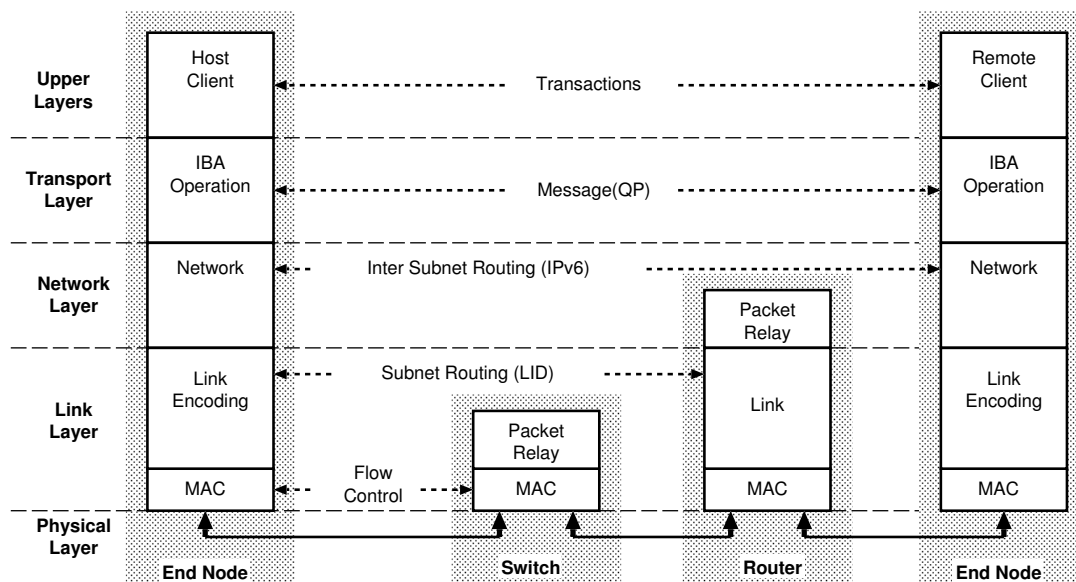 Host
Client
Remote
Client
Upper
Layers
Transactions
IBA
Operation
IBA
Operation
Transport
Layer
Message(QP)
Network
Inter Subnet Routing (IPv6)
Network
Network
Layer
Packet
Relay
Subnet Routing (LID)
Link
Encoding
Link
Link
Encoding
Link
Layer
Packet
Relay
Flow
Control
MAC
MAC
MAC
MAC
Physical
Layer
End Node
Switch
Router
End Node